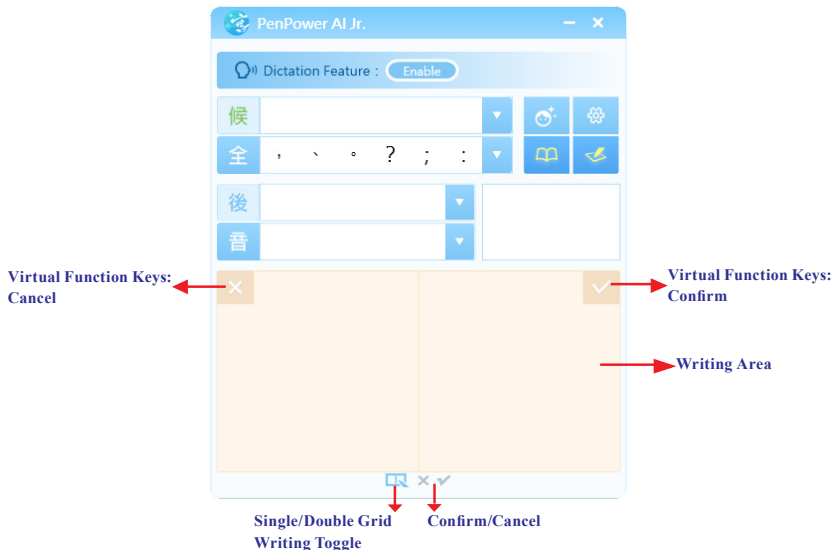 PenPower AI Jr.
Dictation Feature : Enable
候
全 ， 、 。 ? ; :
後
音
Virtual Function Keys:
Cancel
Virtual Function Keys:
Confirm
Writing Area
Single/Double Grid
Writing Toggle
Confirm/Cancel